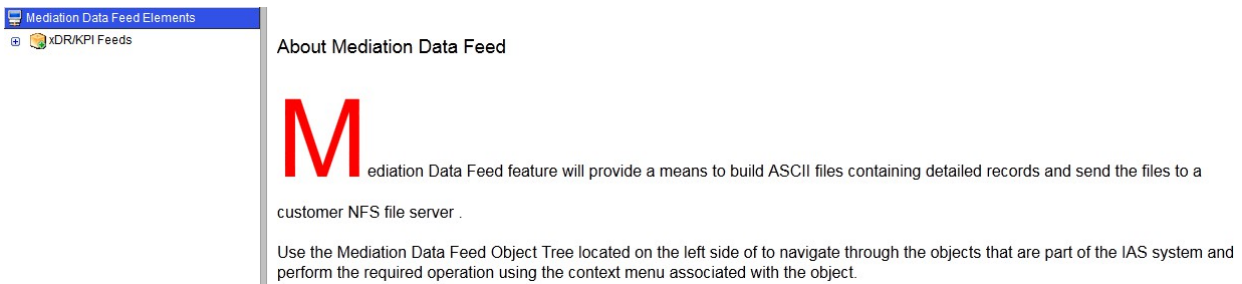 Mediation Data Feed Elements
xDR/KPI Feeds
About Mediation Data Feed
Mediation Data Feed feature will provide a means to build ASCII files containing detailed records and send the files to a
customer NFS file server .
Use the Mediation Data Feed Object Tree located on the left side of to navigate through the objects that are part of the IAS system and
perform the required operation using the context menu associated with the object.